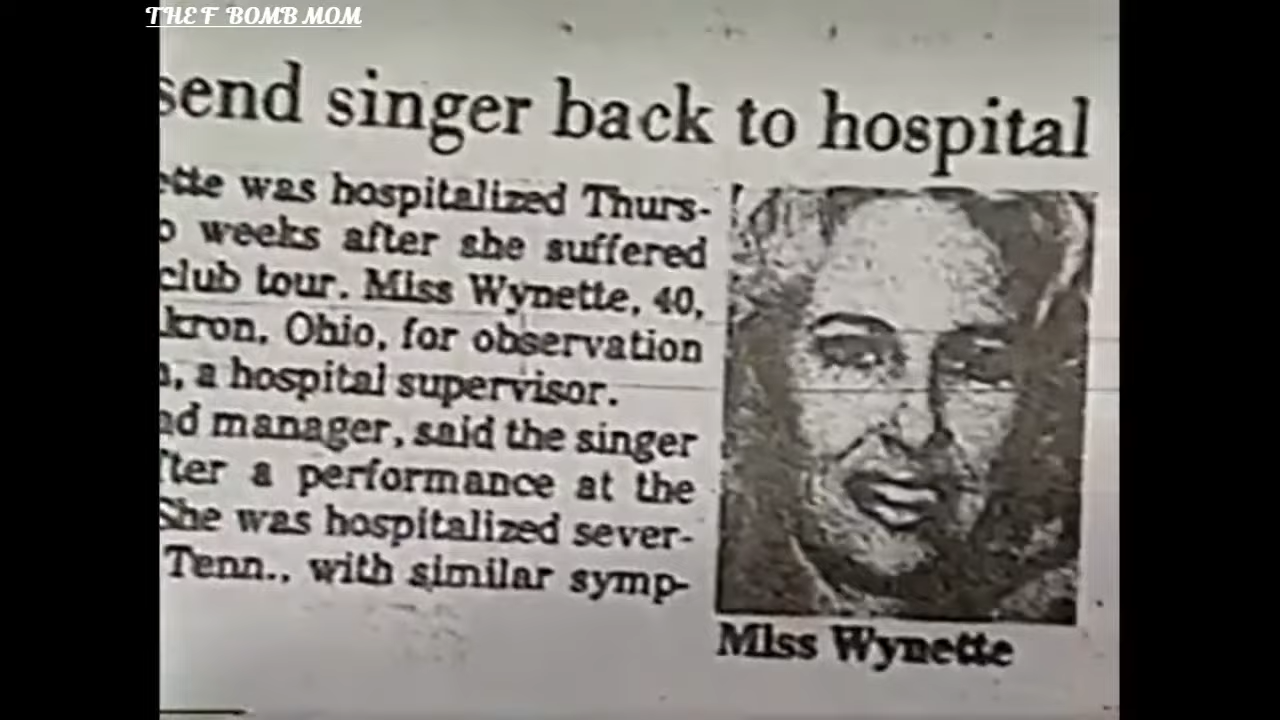 THE F BOMB MOM
send singer back to hospital
ette was hospitalized Thurs-
o weeks after she suffered
club tour. Miss Wynette, 40,
kron, Ohio, for observation
n, a hospital supervisor.
nd manager, said the singer
fter a performance at the
She was hospitalized sever-
Tenn., with similar symp-
Miss Wynette